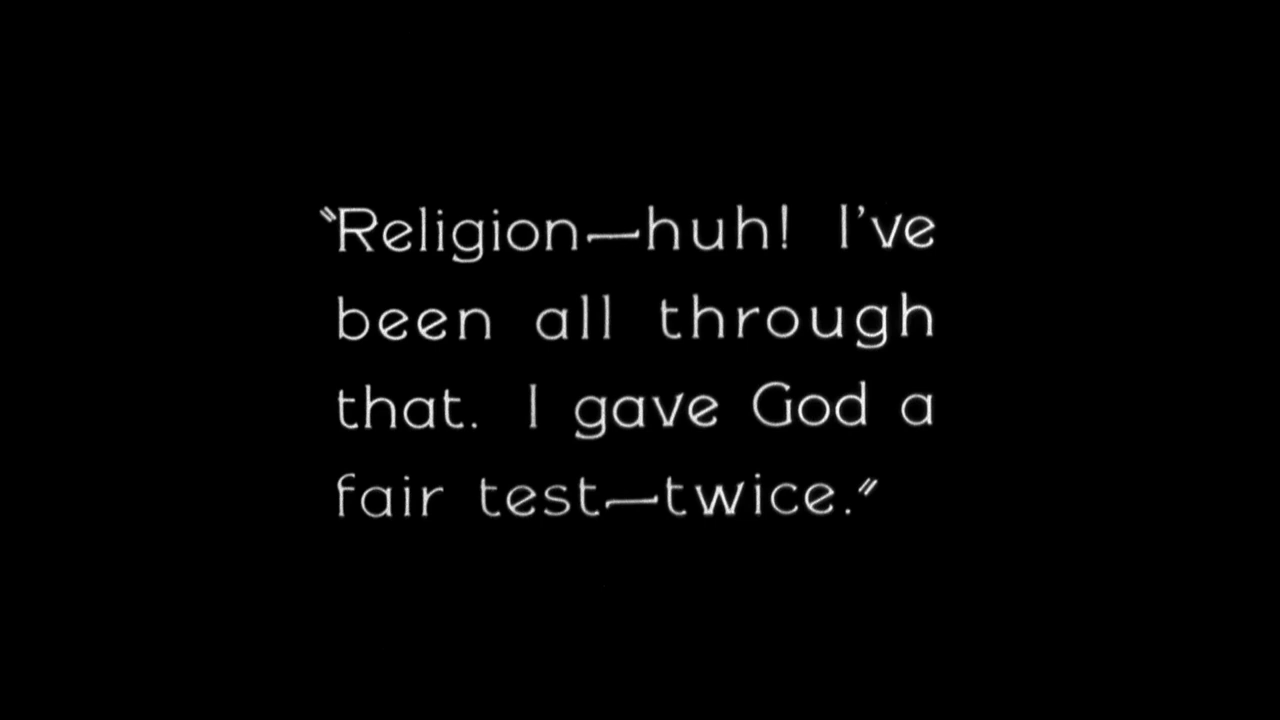 "Religion—huh! I've
been all through
that. I gave God a
fair test—twice."